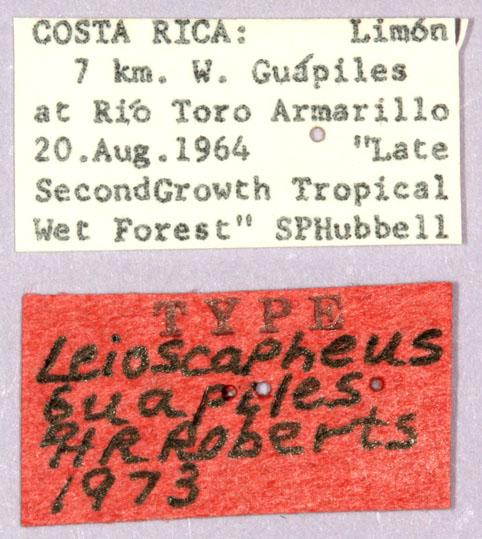 COSTA RICA: Limón
7 km. W. Guápiles
at Río Toro Armarillo
20.Aug.1964 "Late
SecondGrowth Tropical
Wet Forest" SPHubbell
TYPE
Leioscapheus
Guapiles
HR Roberts
1973